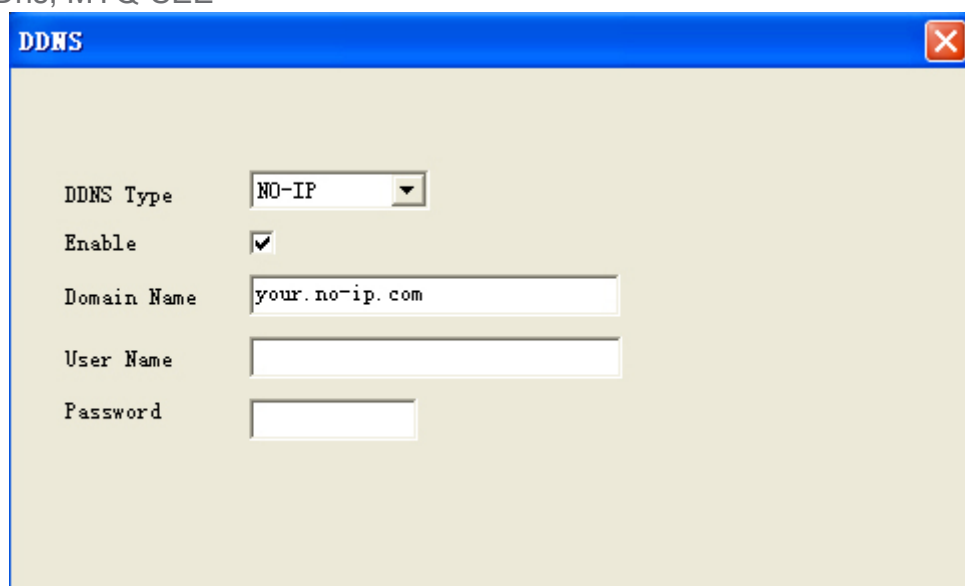 DDNS
DDNS Type NO-IP
Enable
Domain Name your.no-ip.com
User Name
Password